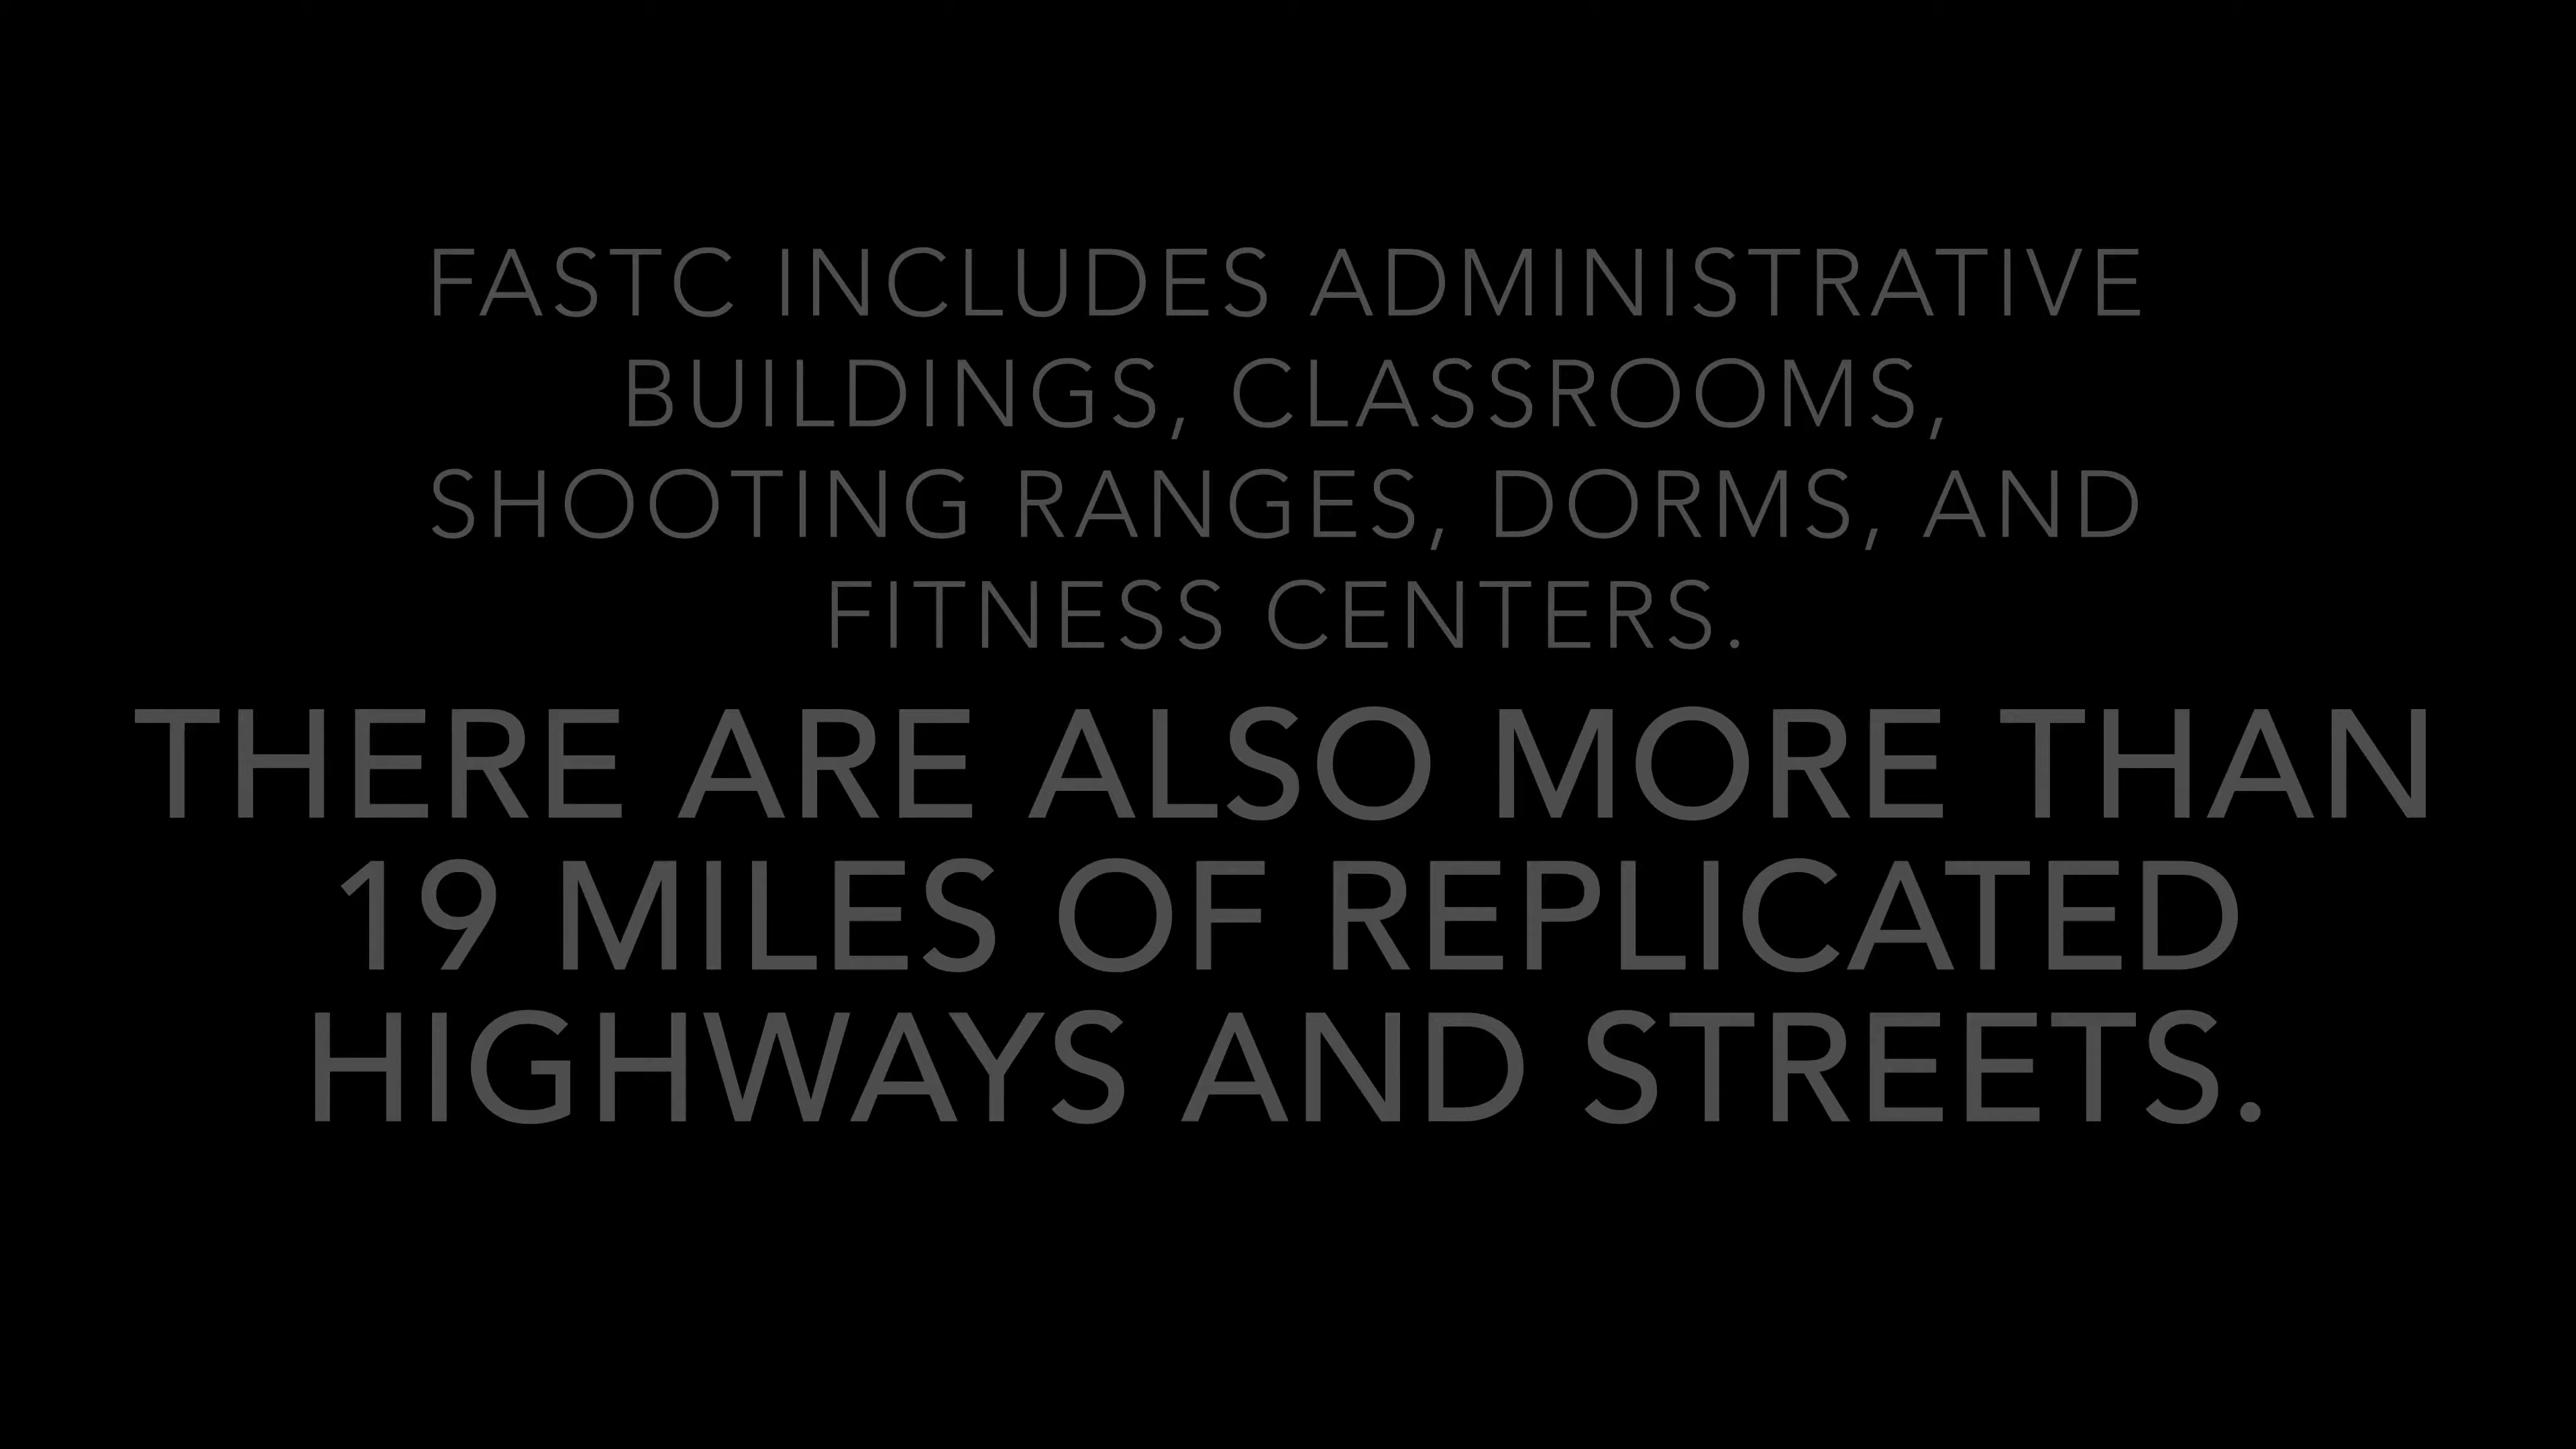 FASTC INCLUDES ADMINISTRATIVE
BUILDINGS, CLASSROOMS,
SHOOTING RANGES, DORMS, AND
FITNESS CENTERS.
THERE ARE ALSO MORE THAN
19 MILES OF REPLICATED
HIGHWAYS AND STREETS.